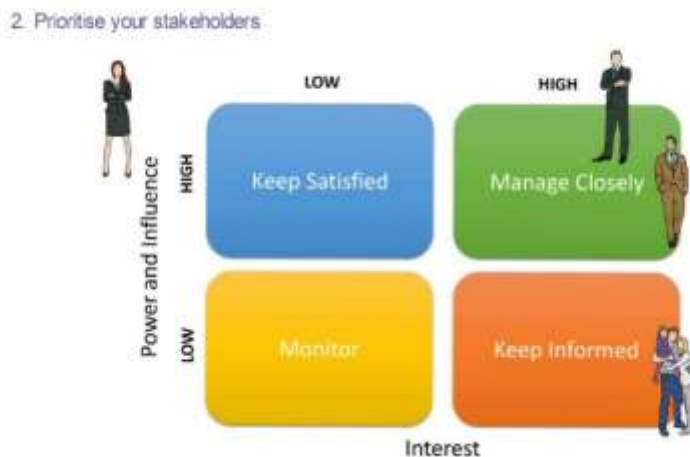 2. Prioritise your stakeholders
LOW
HIGH
Power and Influence
HIGH
Keep Satisfied
Manage Closely
LOW
Monitor
Keep Informed
Interest